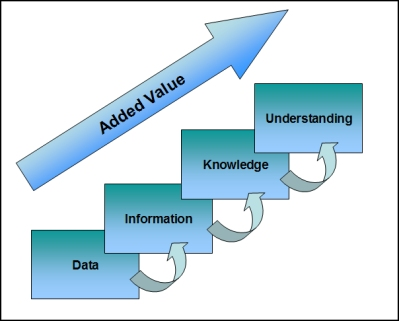 Added Value
Understanding
Knowledge
Information
Data